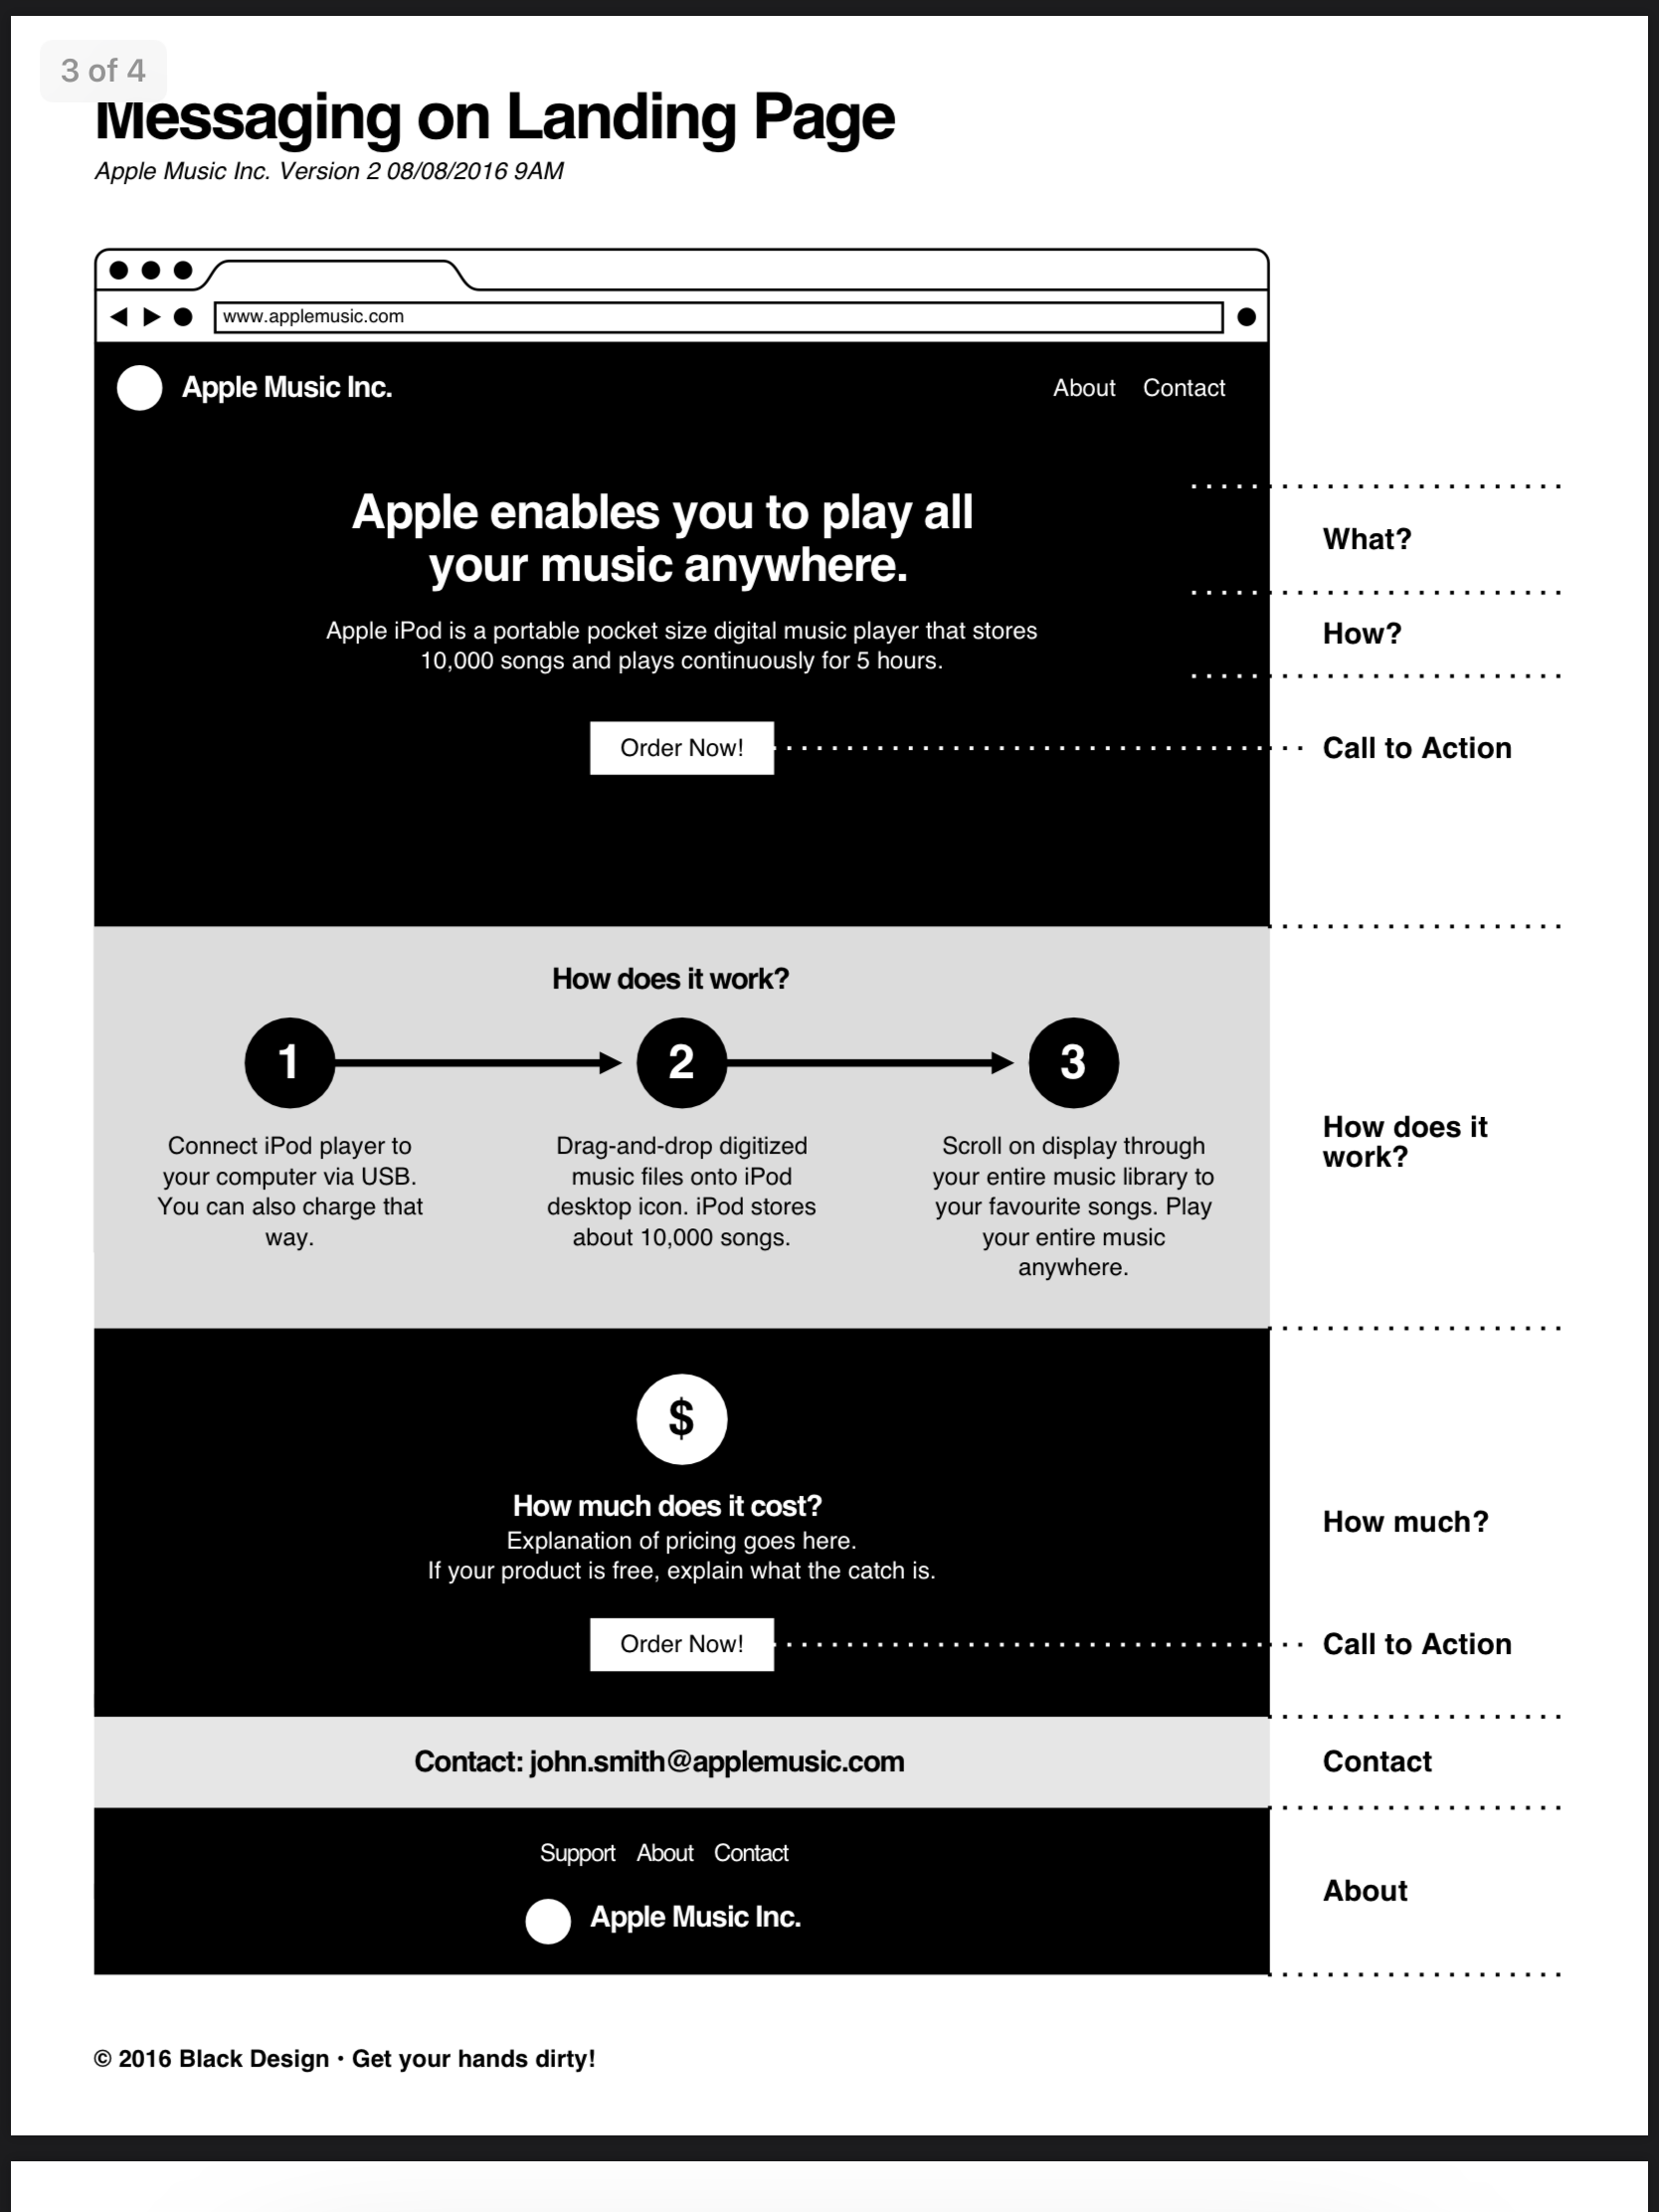 3 of 4
Messaging on Landing Page
Apple Music Inc. Version 2 08/08/2016 9AM
www.applemusic.com
Apple Music Inc.
About Contact
Apple enables you to play all
your music anywhere.
What?
Apple iPod is a portable pocket size digital music player that stores
10,000 songs and plays continuously for 5 hours.
How?
Order Now!
Call to Action
How does it work?
1
2
3
Connect iPod player to
your computer via USB.
You can also charge that
way.
Drag-and-drop digitized
music files onto iPod
desktop icon. iPod stores
about 10,000 songs.
Scroll on display through
your entire music library to
your favourite songs. Play
your entire music
anywhere.
How does it
work?
$
How much does it cost?
Explanation of pricing goes here.
If your product is free, explain what the catch is.
How much?
Order Now!
Call to Action
Contact: john.smith@applemusic.com
Contact
Support About Contact
Apple Music Inc.
About
© 2016 Black Design • Get your hands dirty!